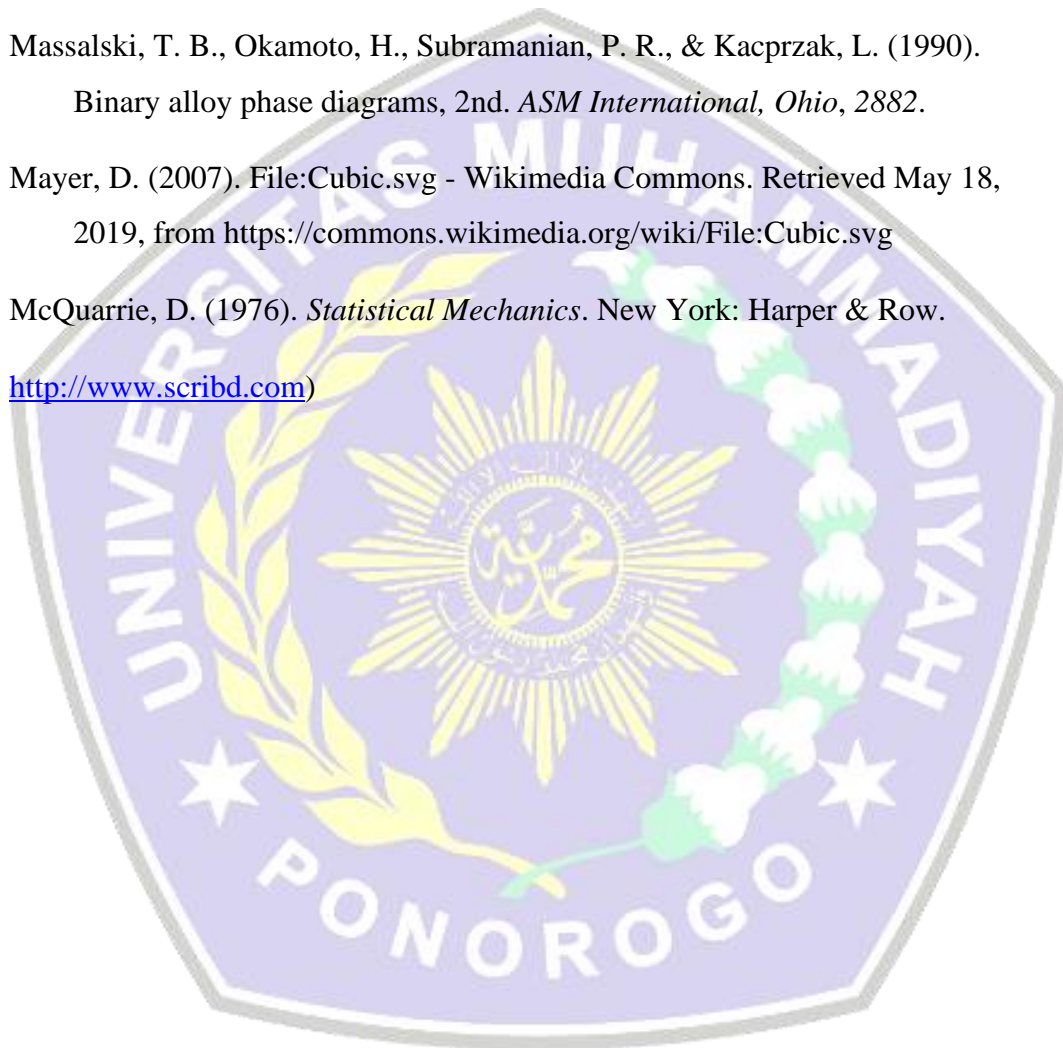 Massalski, T. B., Okamoto, H., Subramanian, P. R., & Kacprzak, L. (1990).
Binary alloy phase diagrams, 2nd. ASM International, Ohio, 2882.
Mayer, D. (2007). File:Cubic.svg - Wikimedia Commons. Retrieved May 18,
2019, from https://commons.wikimedia.org/wiki/File:Cubic.svg
McQuarrie, D. (1976). Statistical Mechanics. New York: Harper & Row.
http://www.scribd.com)
UNIVERSITAS MUHAMMADIYAH
PONOROGO